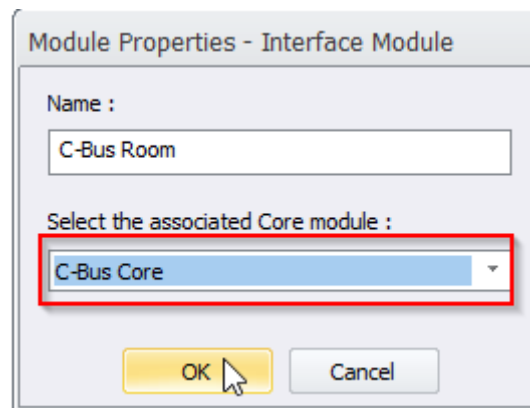 Module Properties - Interface Module
Name :
C-Bus Room
Select the associated Core module :
C-Bus Core
OK
Cancel